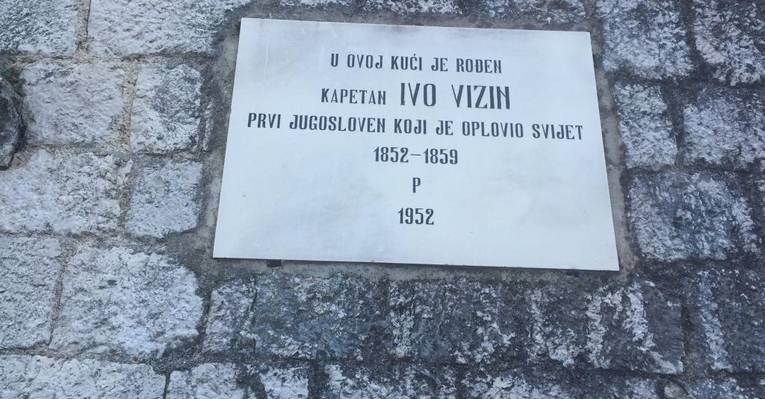 U OVOJ KUĆI JE ROĐEN
KAPETAN IVO VIZIN
PRVI JUGOSLOVEN KOJI JE OPLOVIO SVIJET
1852-1859
P
1952